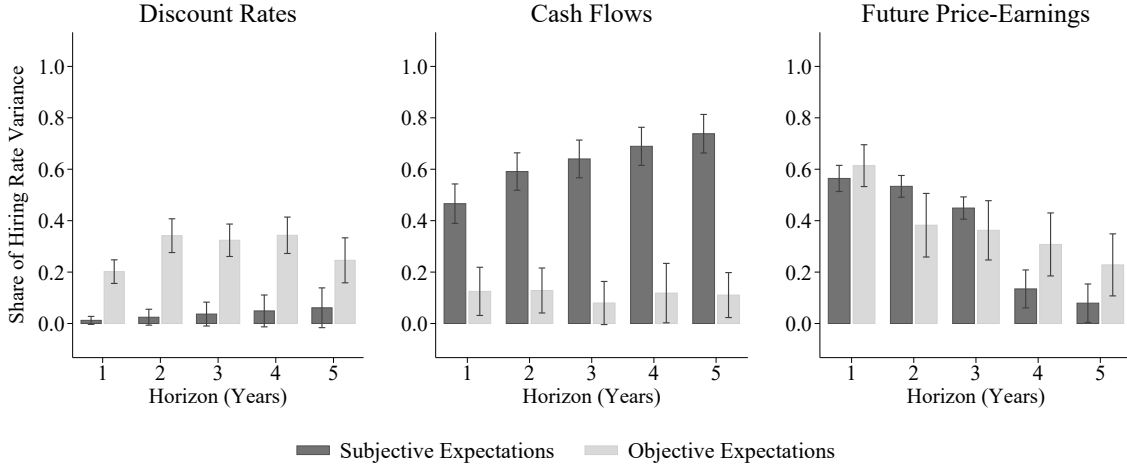 Discount Rates
Cash Flows
Future Price-Earnings
Share of Hiring Rate Variance
1.0
0.8
0.6
0.4
0.2
0.0
1 2 3 4 5
Horizon (Years)
1.0
0.8
0.6
0.4
0.2
0.0
1 2 3 4 5
Horizon (Years)
1.0
0.8
0.6
0.4
0.2
0.0
1 2 3 4 5
Horizon (Years)
Subjective Expectations
Objective Expectations